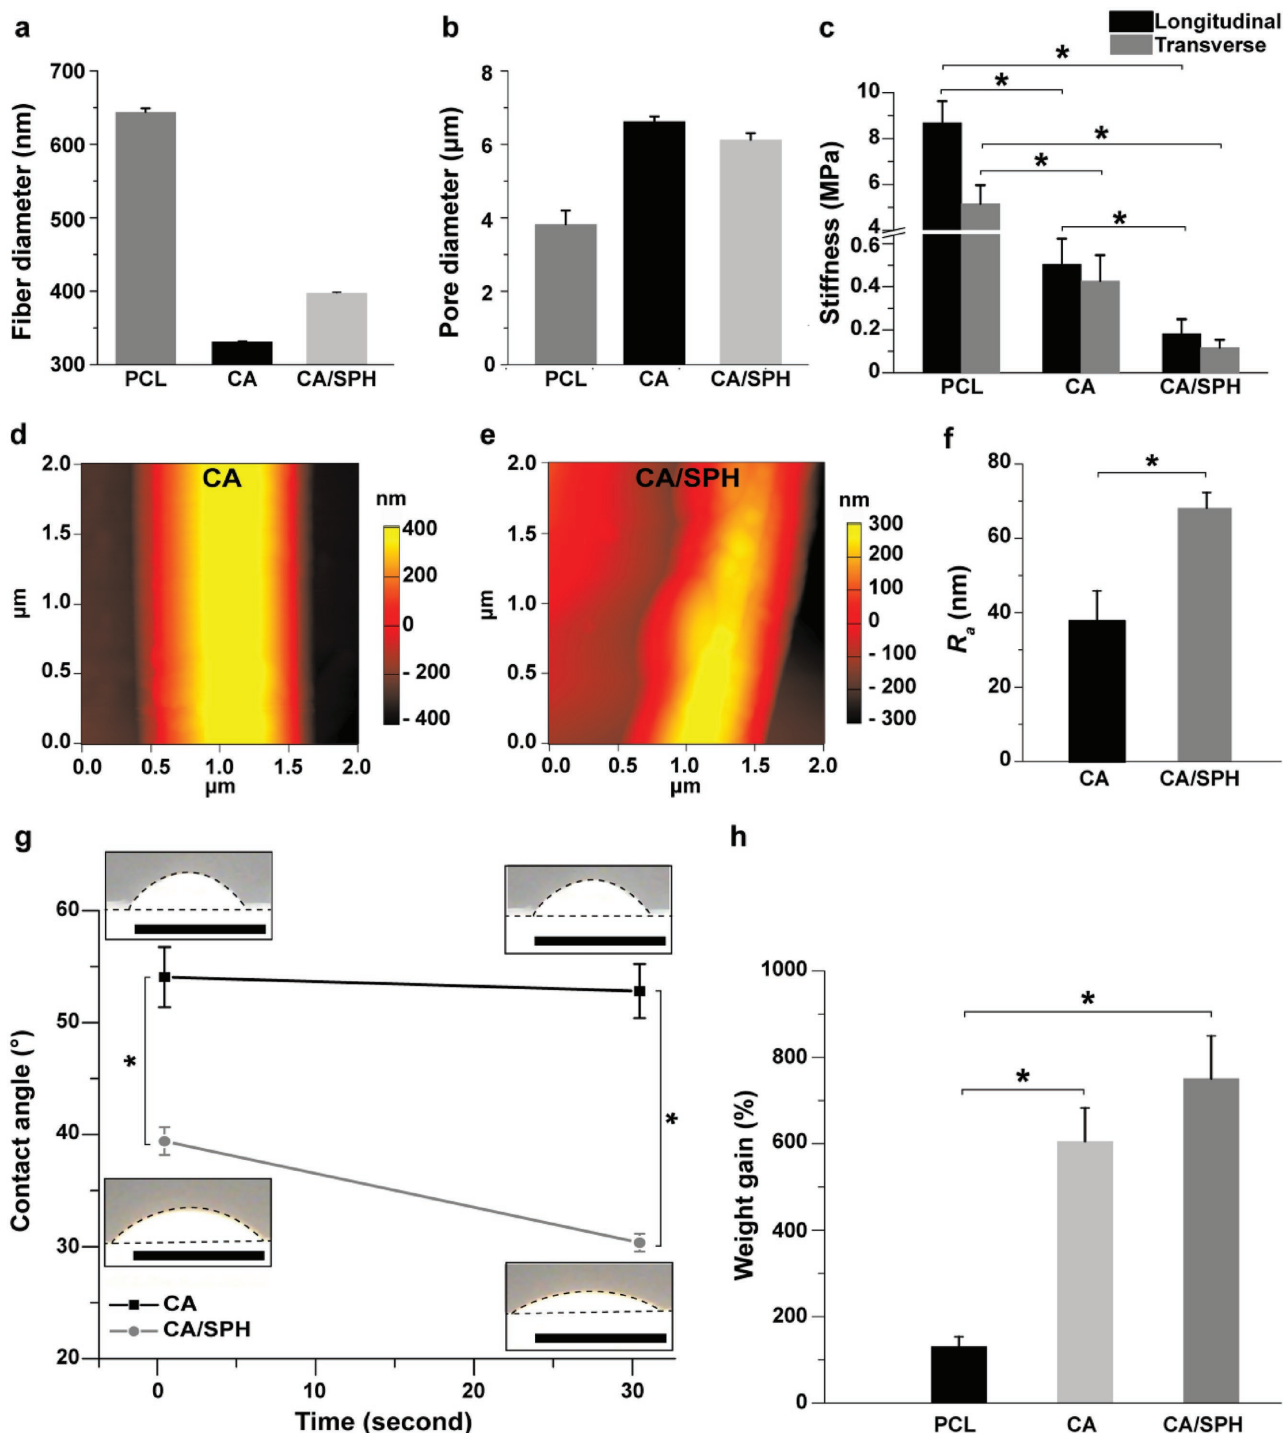 a
Fiber diameter (nm)
700
600
500
400
300
PCL CA CA/SPH
b
Pore diameter (µm)
8
6
4
2
0
PCL CA CA/SPH
c
Longitudinal
Transverse
Stiffness (MPa)
10
8
6
4
0.6
0.4
0.2
0
* * * * *
PCL CA CA/SPH
d
CA
µm
2.0
1.5
1.0
0.5
0.0
0.0 0.5 1.0 1.5 2.0
µm
nm
400
200
0
- 200
- 400
e
CA/SPH
µm
2.0
1.5
1.0
0.5
0.0
0.0 0.5 1.0 1.5 2.0
µm
nm
300
200
100
0
- 100
- 200
- 300
f
Ra (nm)
80
60
40
20
0
*
CA CA/SPH
g
Contact angle (°)
60
50
40
30
20
* *
CA
CA/SPH
0 10 20 30
Time (second)
h
Weight gain (%)
1000
800
600
400
200
0
* *
PCL CA CA/SPH